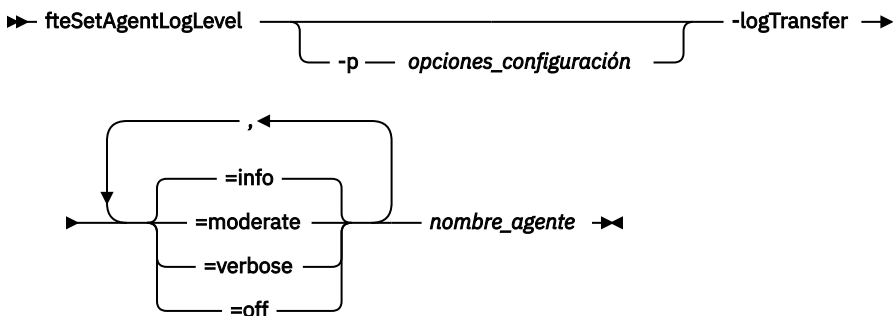 fteSetAgentLogLevel -logTransfer
-p opciones_configuración
,
=info
=moderate nombre_agente
=verbose
=off